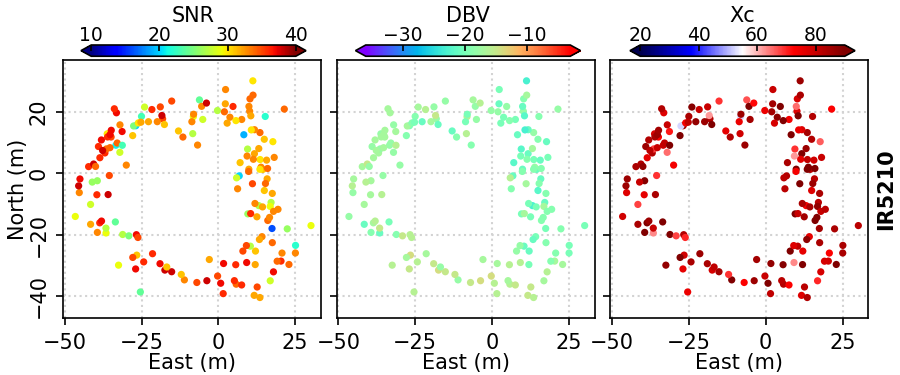 SNR DBV Xc
10 20 30 40 −30 −20 −10 20 40 60 80
20
0
−20
−40
North (m)
IR5210
−50 −25 0 25 −50 −25 0 25 −50 −25 0 25
East (m) East (m) East (m)